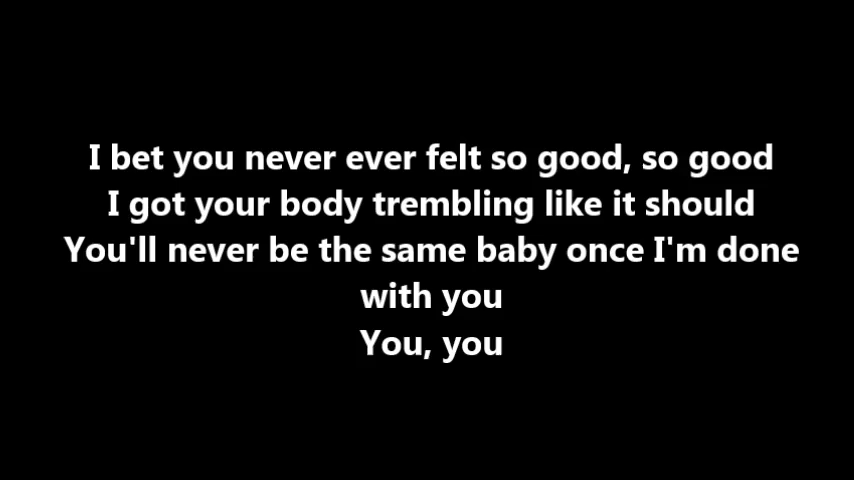 I bet you never ever felt so good, so good
I got your body trembling like it should
You'll never be the same baby once I'm done
with you
You, you